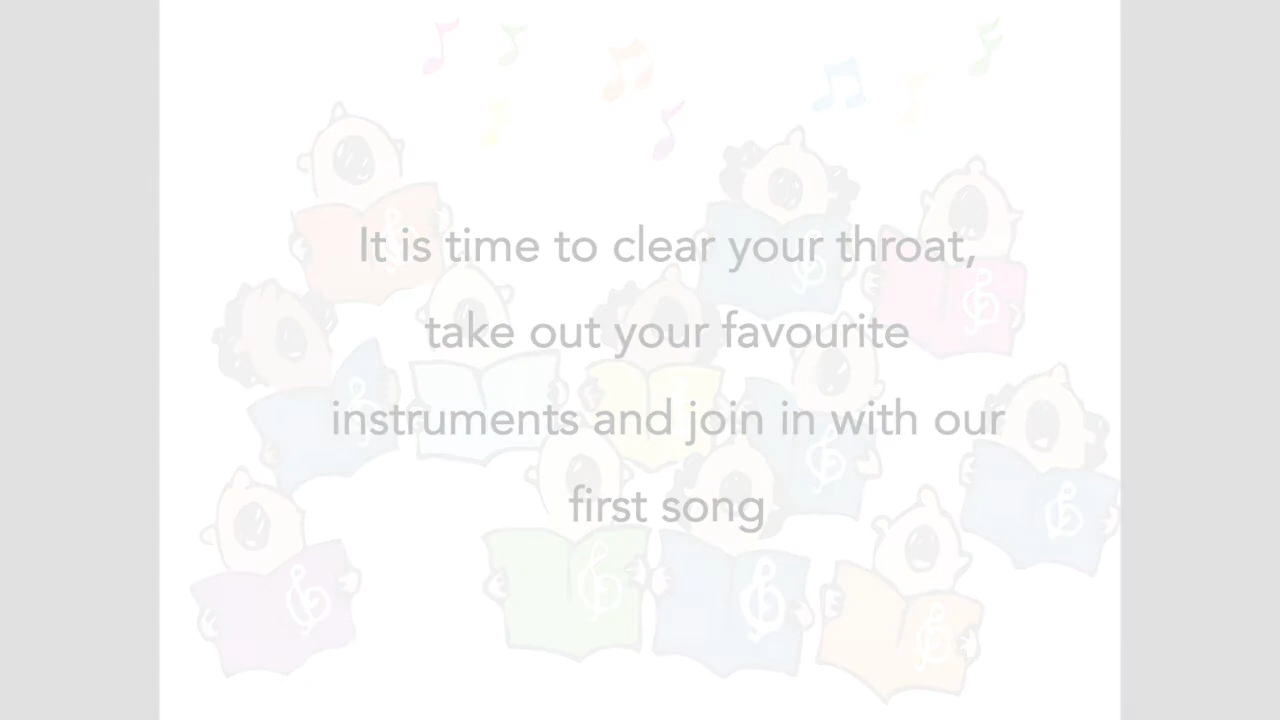 It is time to clear your throat,
take out your favourite
instruments and join in with our
first song